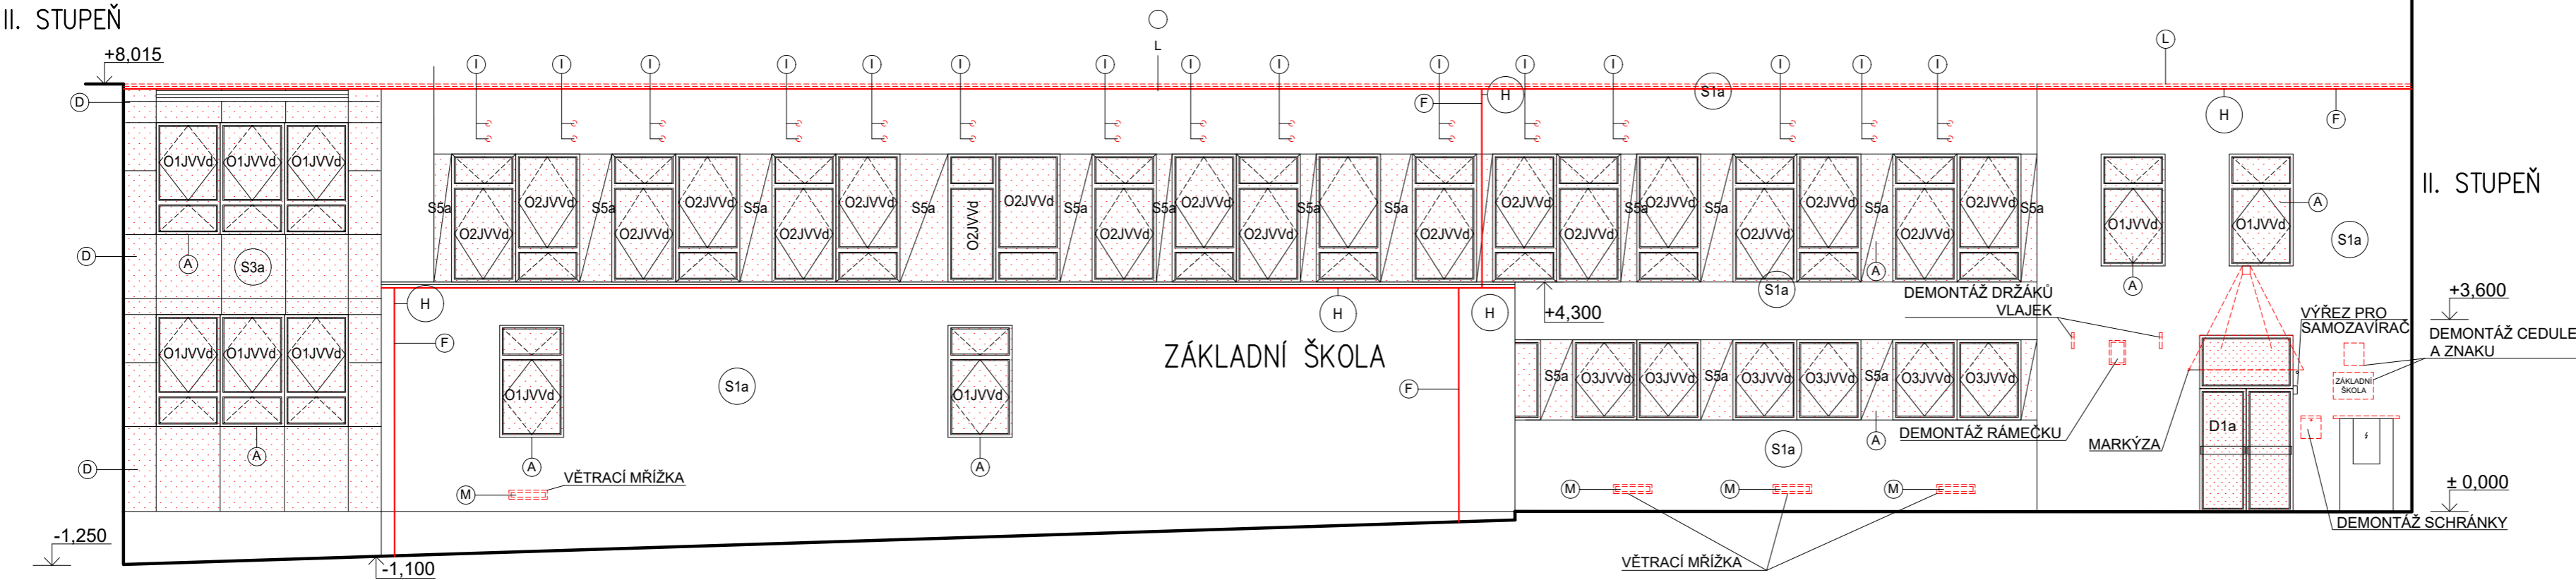 II. STUPEŇ
+8,015
L
L
I I I I I I I I I I I I I I I
D
F
H
S1a
H
F
O1JVVd O1JVVd O1JVVd
S5a O2JVVd O2JVVd S5a O2JVVd O2JVVd S5a O2JVVd O2JVVd S5a O2JVVd O2JVVd S5a O2JVVd S5a O2JVVd O2JVVd S5a S5a O2JVVd O2JVVd O2JVVd S5a O2JVVd S5a O2JVVd O2JVVd S5a O2JVVd O2JVVd S5a
O1JVVd O1JVVd
A
S1a
II. STUPEŇ
D
A
S3a
A
S1a
A
H
H
H
+4,300
DEMONTÁŽ DRŽÁKŮ
VLAJEK
+3,600
VÝŘEZ PRO
SAMOZAVÍRAČ
DEMONTÁŽ CEDULE
A ZNAKU
F
ZÁKLADNÍ ŠKOLA
O1JVVd O1JVVd O1JVVd
S1a
O1JVVd
O1JVVd
F
S5a O3JVVd O3JVVd S5a O3JVVd O3JVVd S5a O3JVVd O3JVVd
ZÁKLADNÍ
ŠKOLA
D1a
A
DEMONTÁŽ RÁMEČKU
MARKÝZA
A
S1a
D
A
A
M
VĚTRACÍ MŘÍŽKA
M
M
M
± 0,000
DEMONTÁŽ SCHRÁNKY
-1,250
-1,100
VĚTRACÍ MŘÍŽKA